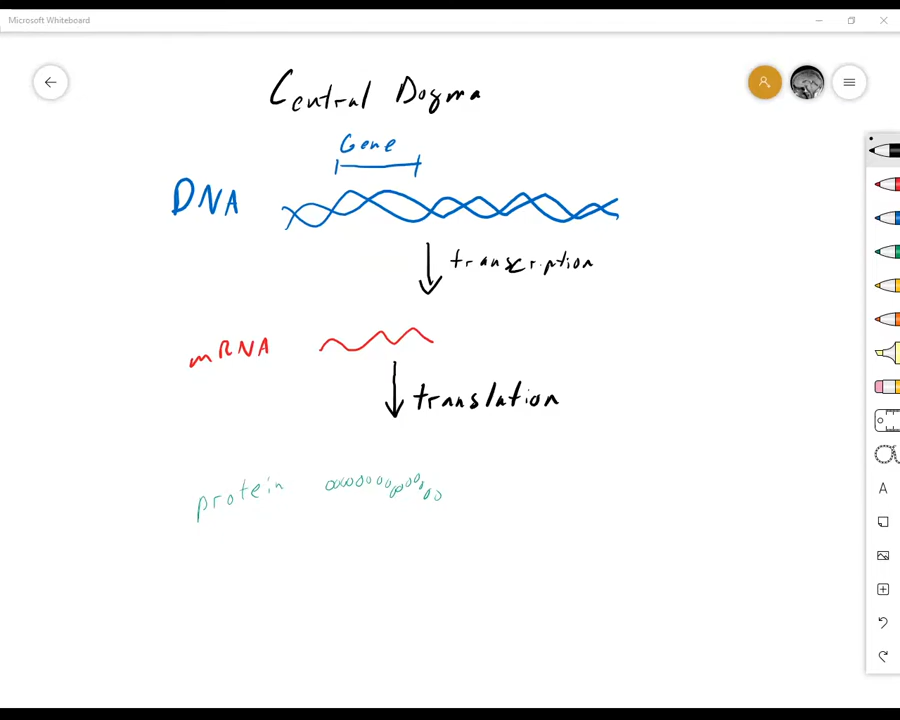 Microsoft Whiteboard
Central Dogma
Gene
DNA
transcription
mRNA
translation
protein
A